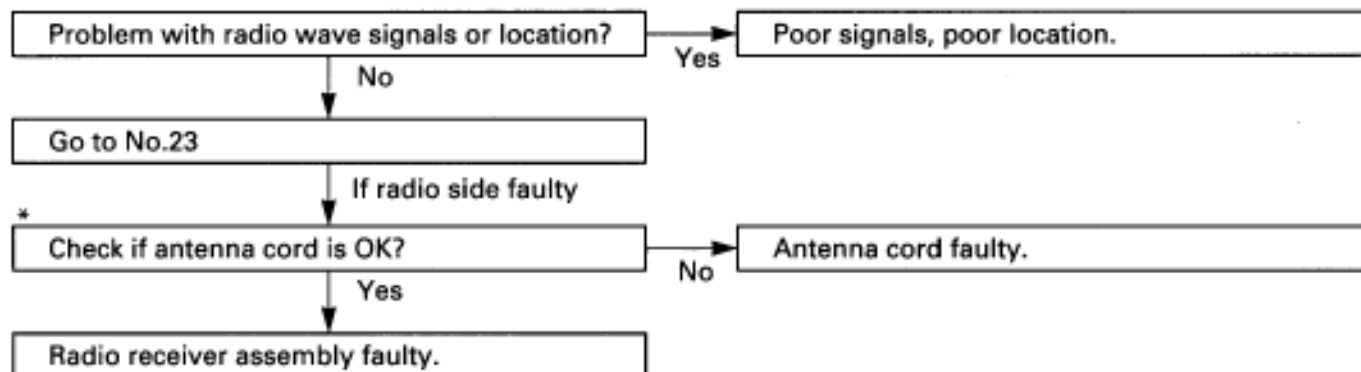 Problem with radio wave signals or location?
Yes
Poor signals, poor location.
No
Go to No.23
If radio side faulty
*
Check if antenna cord is OK?
No
Antenna cord faulty.
Yes
Radio receiver assembly faulty.